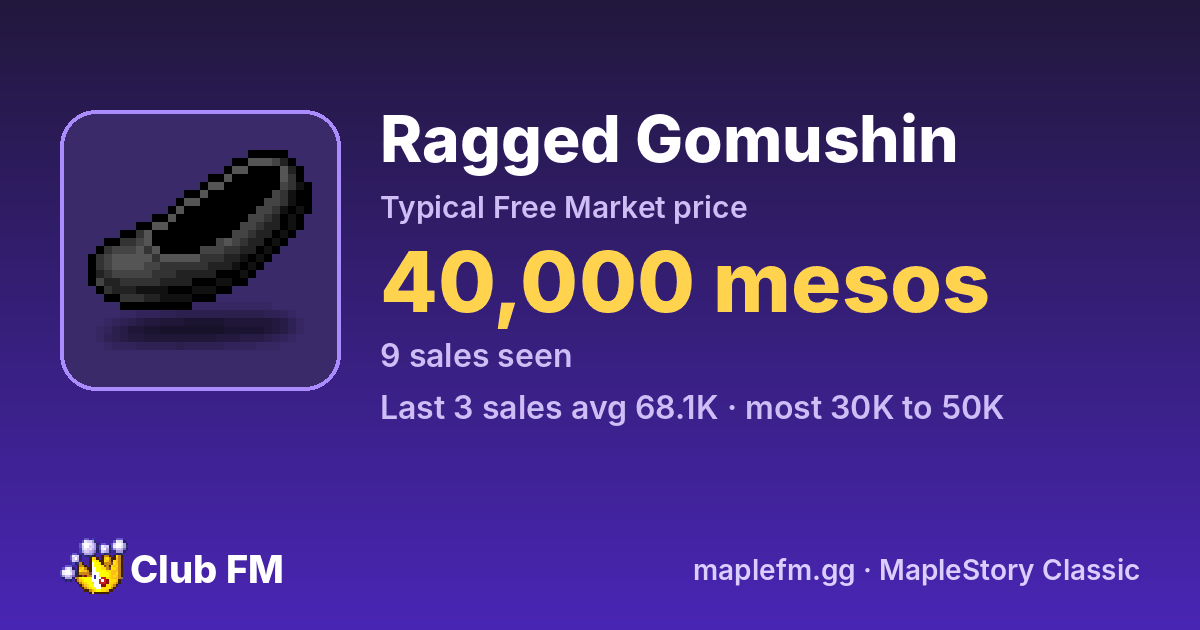 Ragged Gomushin
Typical Free Market price
40,000 mesos
9 sales seen
Last 3 sales avg 68.1K · most 30K to 50K
Club FM
maplefm.gg · MapleStory Classic